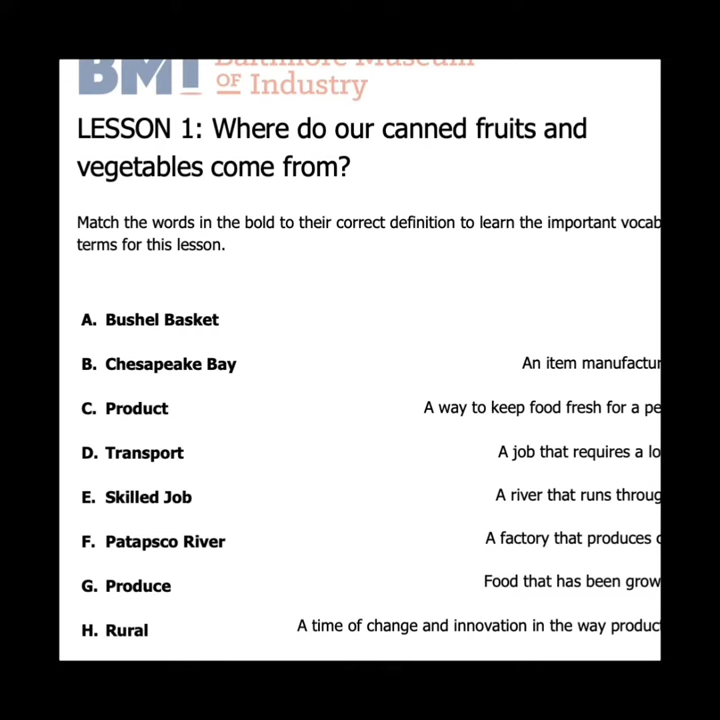 BMI
Baltimore Museum
OF Industry
LESSON 1: Where do our canned fruits and
vegetables come from?
Match the words in the bold to their correct definition to learn the important vocab
terms for this lesson.
A. Bushel Basket
B. Chesapeake Bay An item manufactur
C. Product A way to keep food fresh for a pe
D. Transport A job that requires a lo
E. Skilled Job A river that runs throug
F. Patapsco River A factory that produces
G. Produce Food that has been grow
H. Rural A time of change and innovation in the way produc